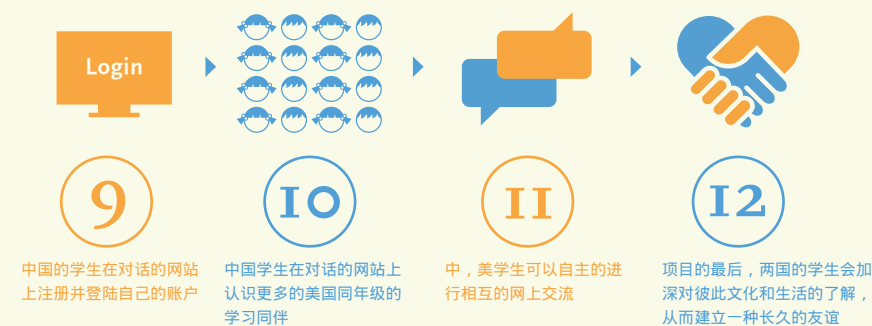 Login
9
中国的学生在对话的网站
上注册并登陆自己的账户
10
中国学生在对话的网站上
认识更多的美国同年级的
学习同伴
11
中，美学生可以自主的进
行相互的网上交流
12
项目的最后，两国的学生会加
深对彼此文化和生活的了解，
从而建立一种长久的友谊